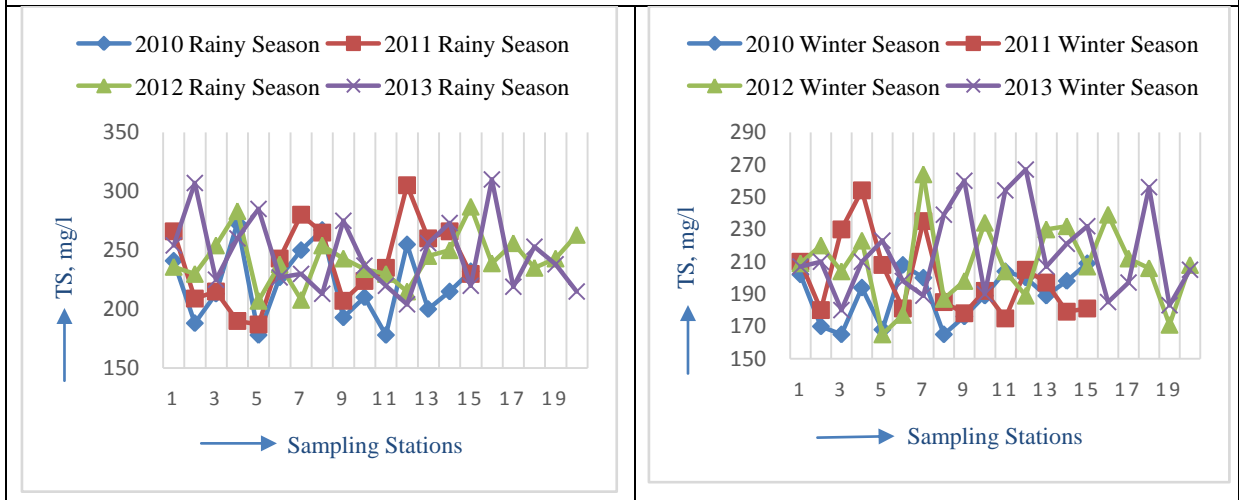 2010 Rainy Season 2011 Rainy Season
2012 Rainy Season 2013 Rainy Season
350
300
250
200
150
TS, mg/l
1 3 5 7 9 11 13 15 17 19
Sampling Stations
2010 Winter Season 2011 Winter Season
2012 Winter Season 2013 Winter Season
290
270
250
230
210
190
170
150
TS, mg/l
1 3 5 7 9 11 13 15 17 19
Sampling Stations